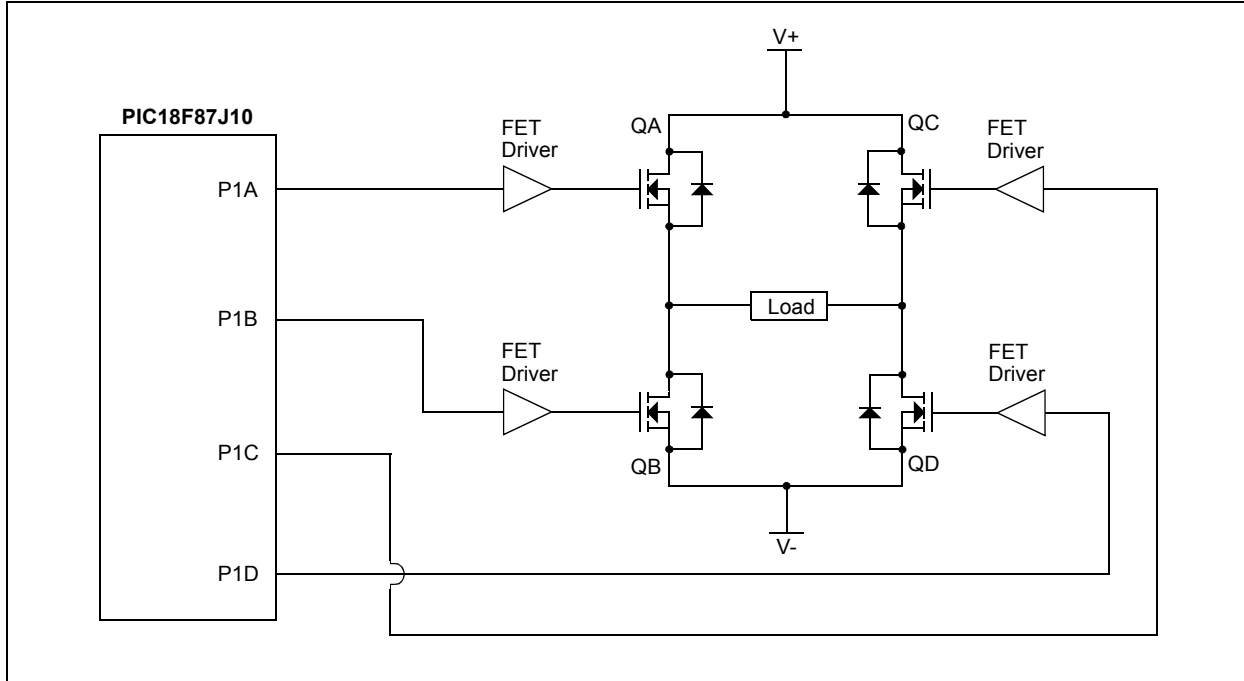 V+
PIC18F87J10
FET
Driver
QA
QC
FET
Driver
P1A
P1B
Load
FET
Driver
FET
Driver
P1C
QB
QD
V-
P1D